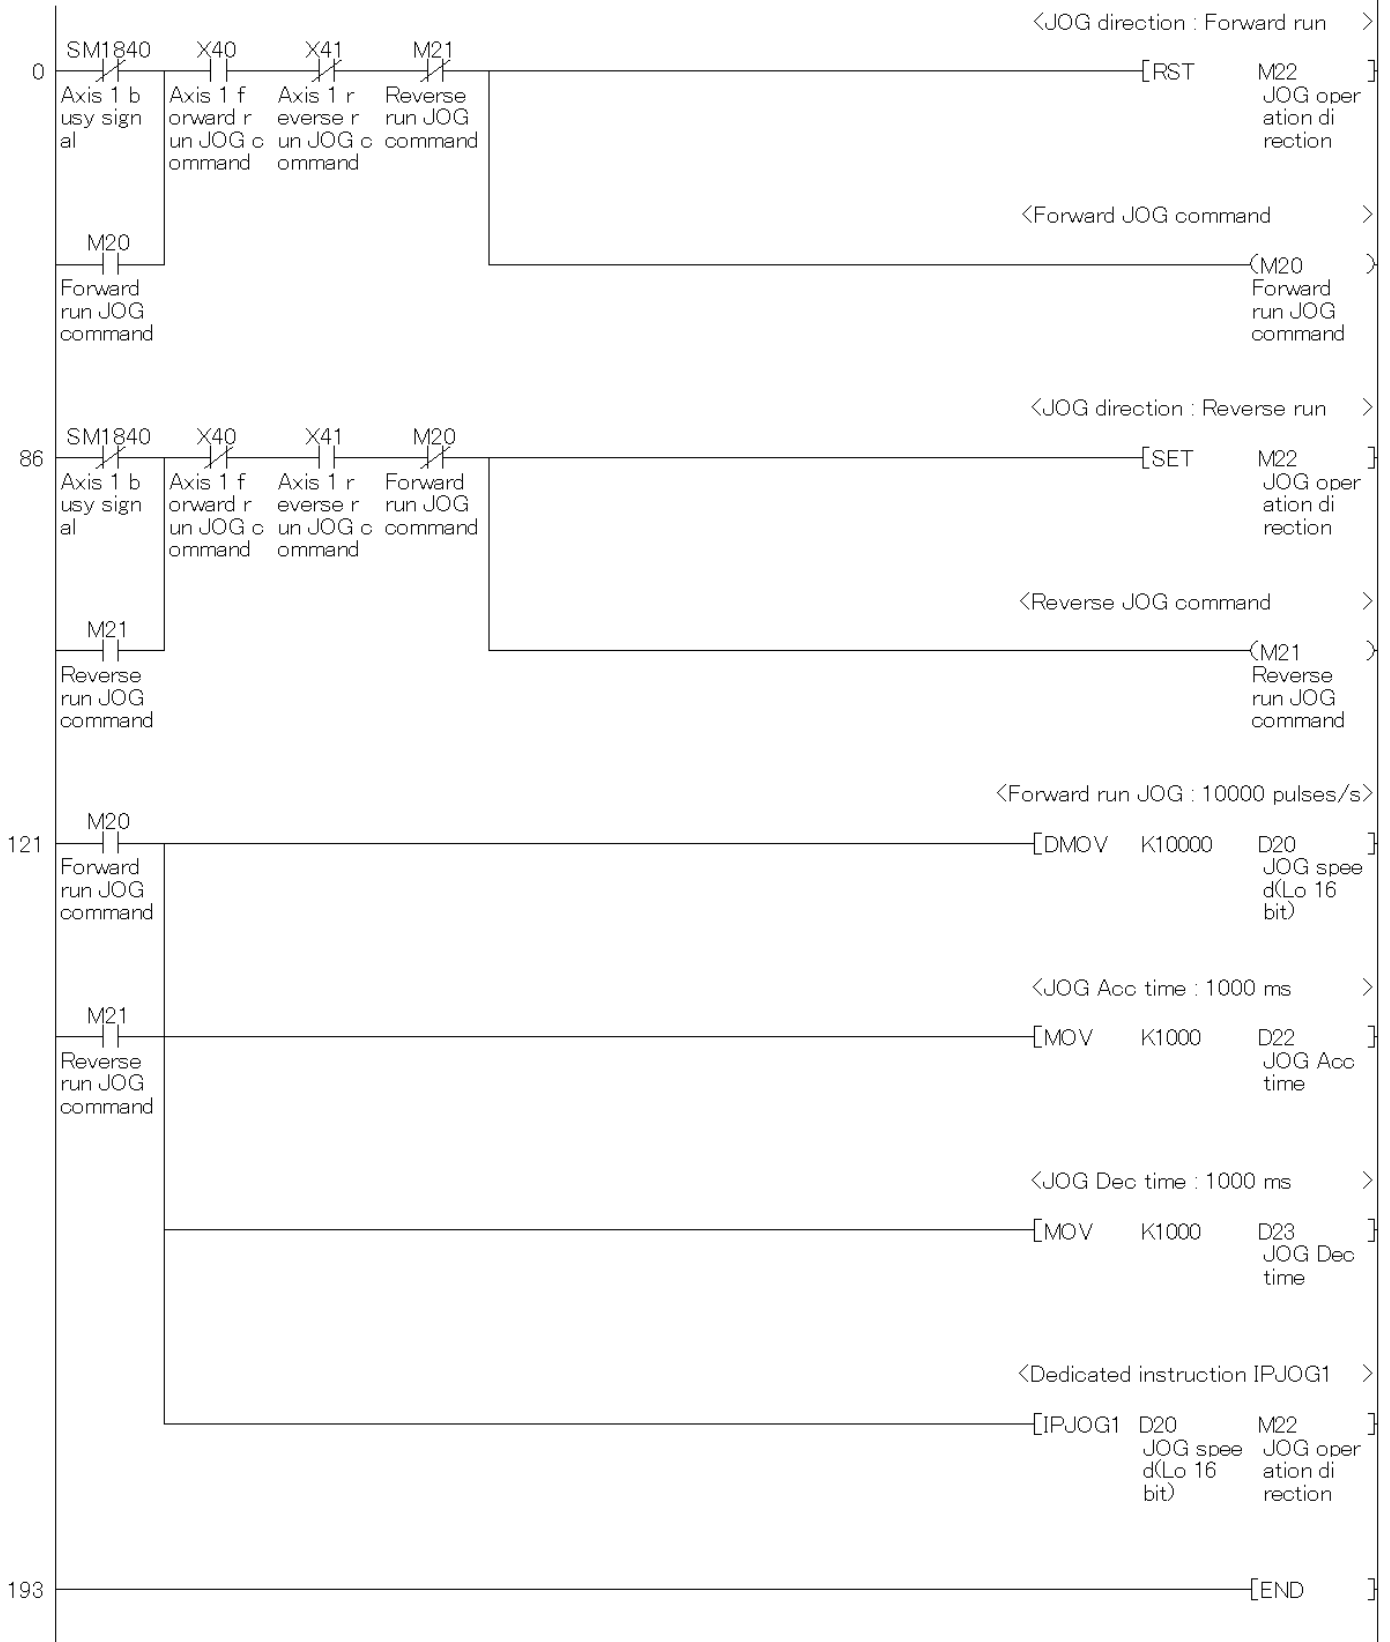 <JOG direction : Forward run >
SM1840 X40 X41 M21
0 [RST M22 ]
Axis 1 b Axis 1 f Axis 1 r Reverse JOG oper
usy sign orward r everse r run JOG ation di
al un JOG c un JOG c command rection
ommand ommand
<Forward JOG command >
M20
(M20 )
Forward Forward
run JOG run JOG
command command
<JOG direction : Reverse run >
SM1840 X40 X41 M20
86 [SET M22 ]
Axis 1 b Axis 1 f Axis 1 r Forward JOG oper
usy sign orward r everse r run JOG ation di
al un JOG c un JOG c command rection
ommand ommand
<Reverse JOG command >
M21
(M21 )
Reverse Reverse
run JOG run JOG
command command
<Forward run JOG : 10000 pulses/s>
M20
121 [DMOV K10000 D20 ]
Forward JOG spee
run JOG d(Lo 16
command bit)
<JOG Acc time : 1000 ms >
M21
[MOV K1000 D22 ]
Reverse JOG Acc
run JOG time
command
<JOG Dec time : 1000 ms >
[MOV K1000 D23 ]
JOG Dec
time
<Dedicated instruction IPJOG1 >
[IPJOG1 D20 M22 ]
JOG spee JOG oper
d(Lo 16 ation di
bit) rection
193 [END ]